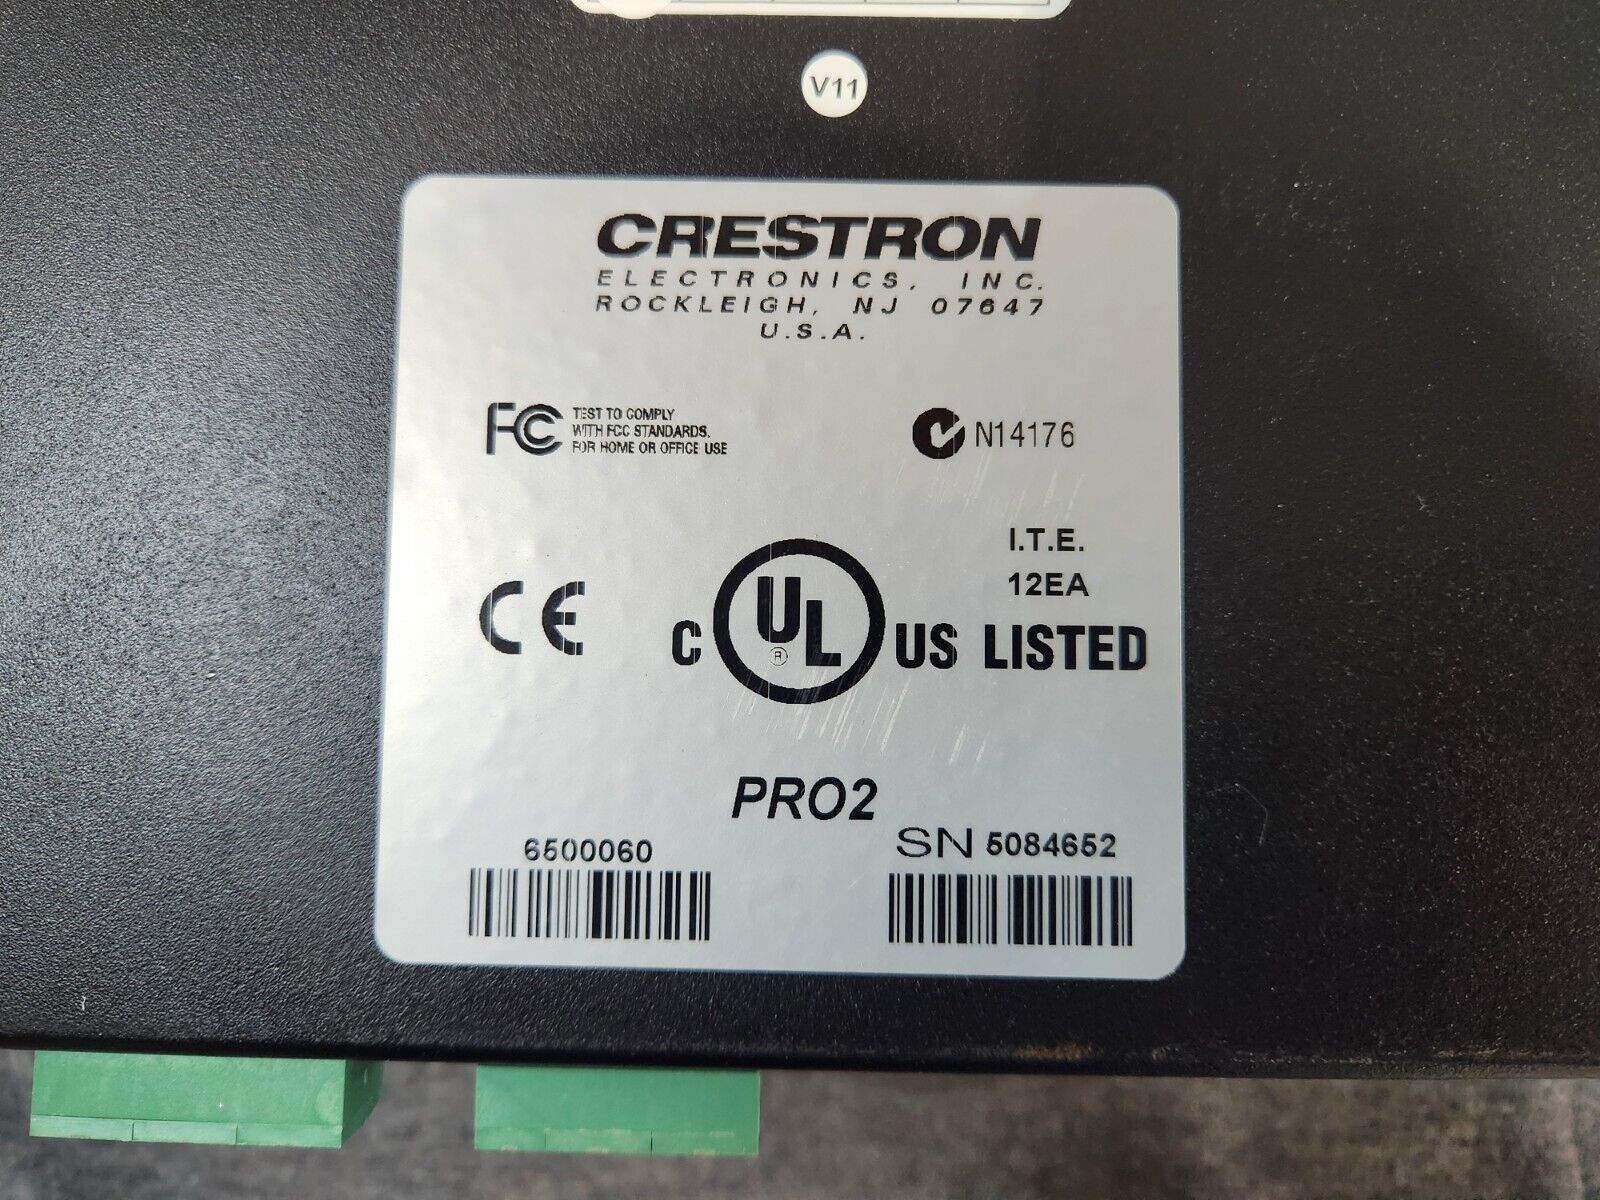 V11
CRESTRON
ELECTRONICS, INC.
ROCKLEIGH, NJ 07647
U.S.A.
FC TEST TO COMPLY
WITH FCC STANDARDS.
FOR HOME OR OFFICE USE
N14176
I.T.E.
12EA
CE
C UL US LISTED
®
PRO2
6500060
SN 5084652